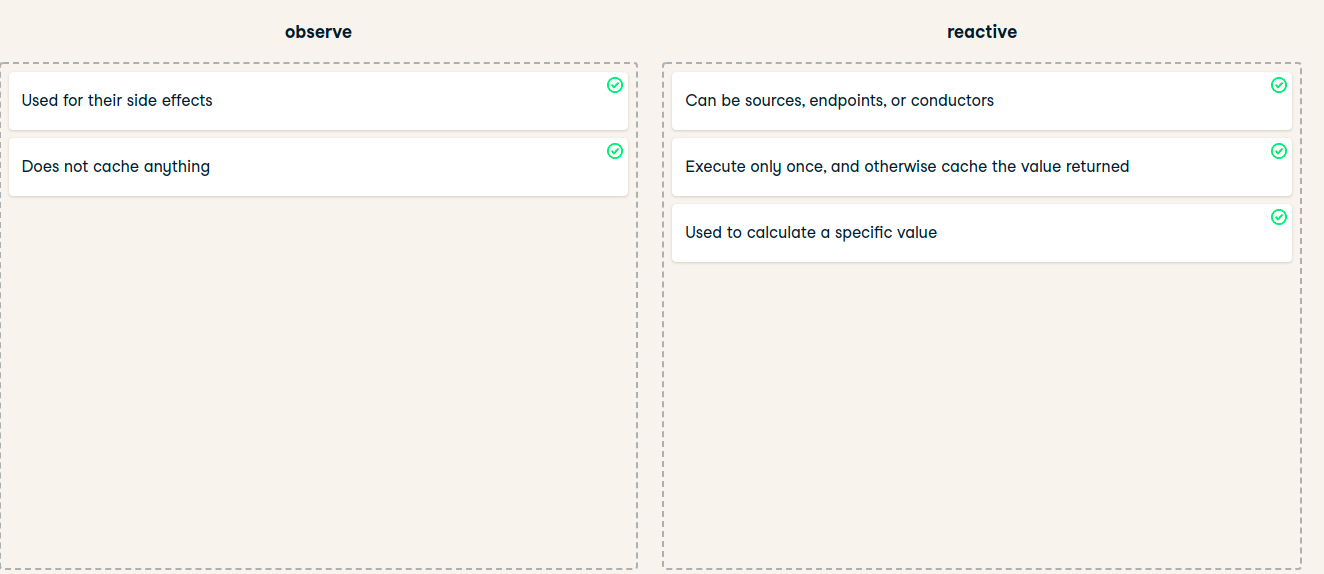 observe
Used for their side effects
Does not cache anything
reactive
Can be sources, endpoints, or conductors
Execute only once, and otherwise cache the value returned
Used to calculate a specific value